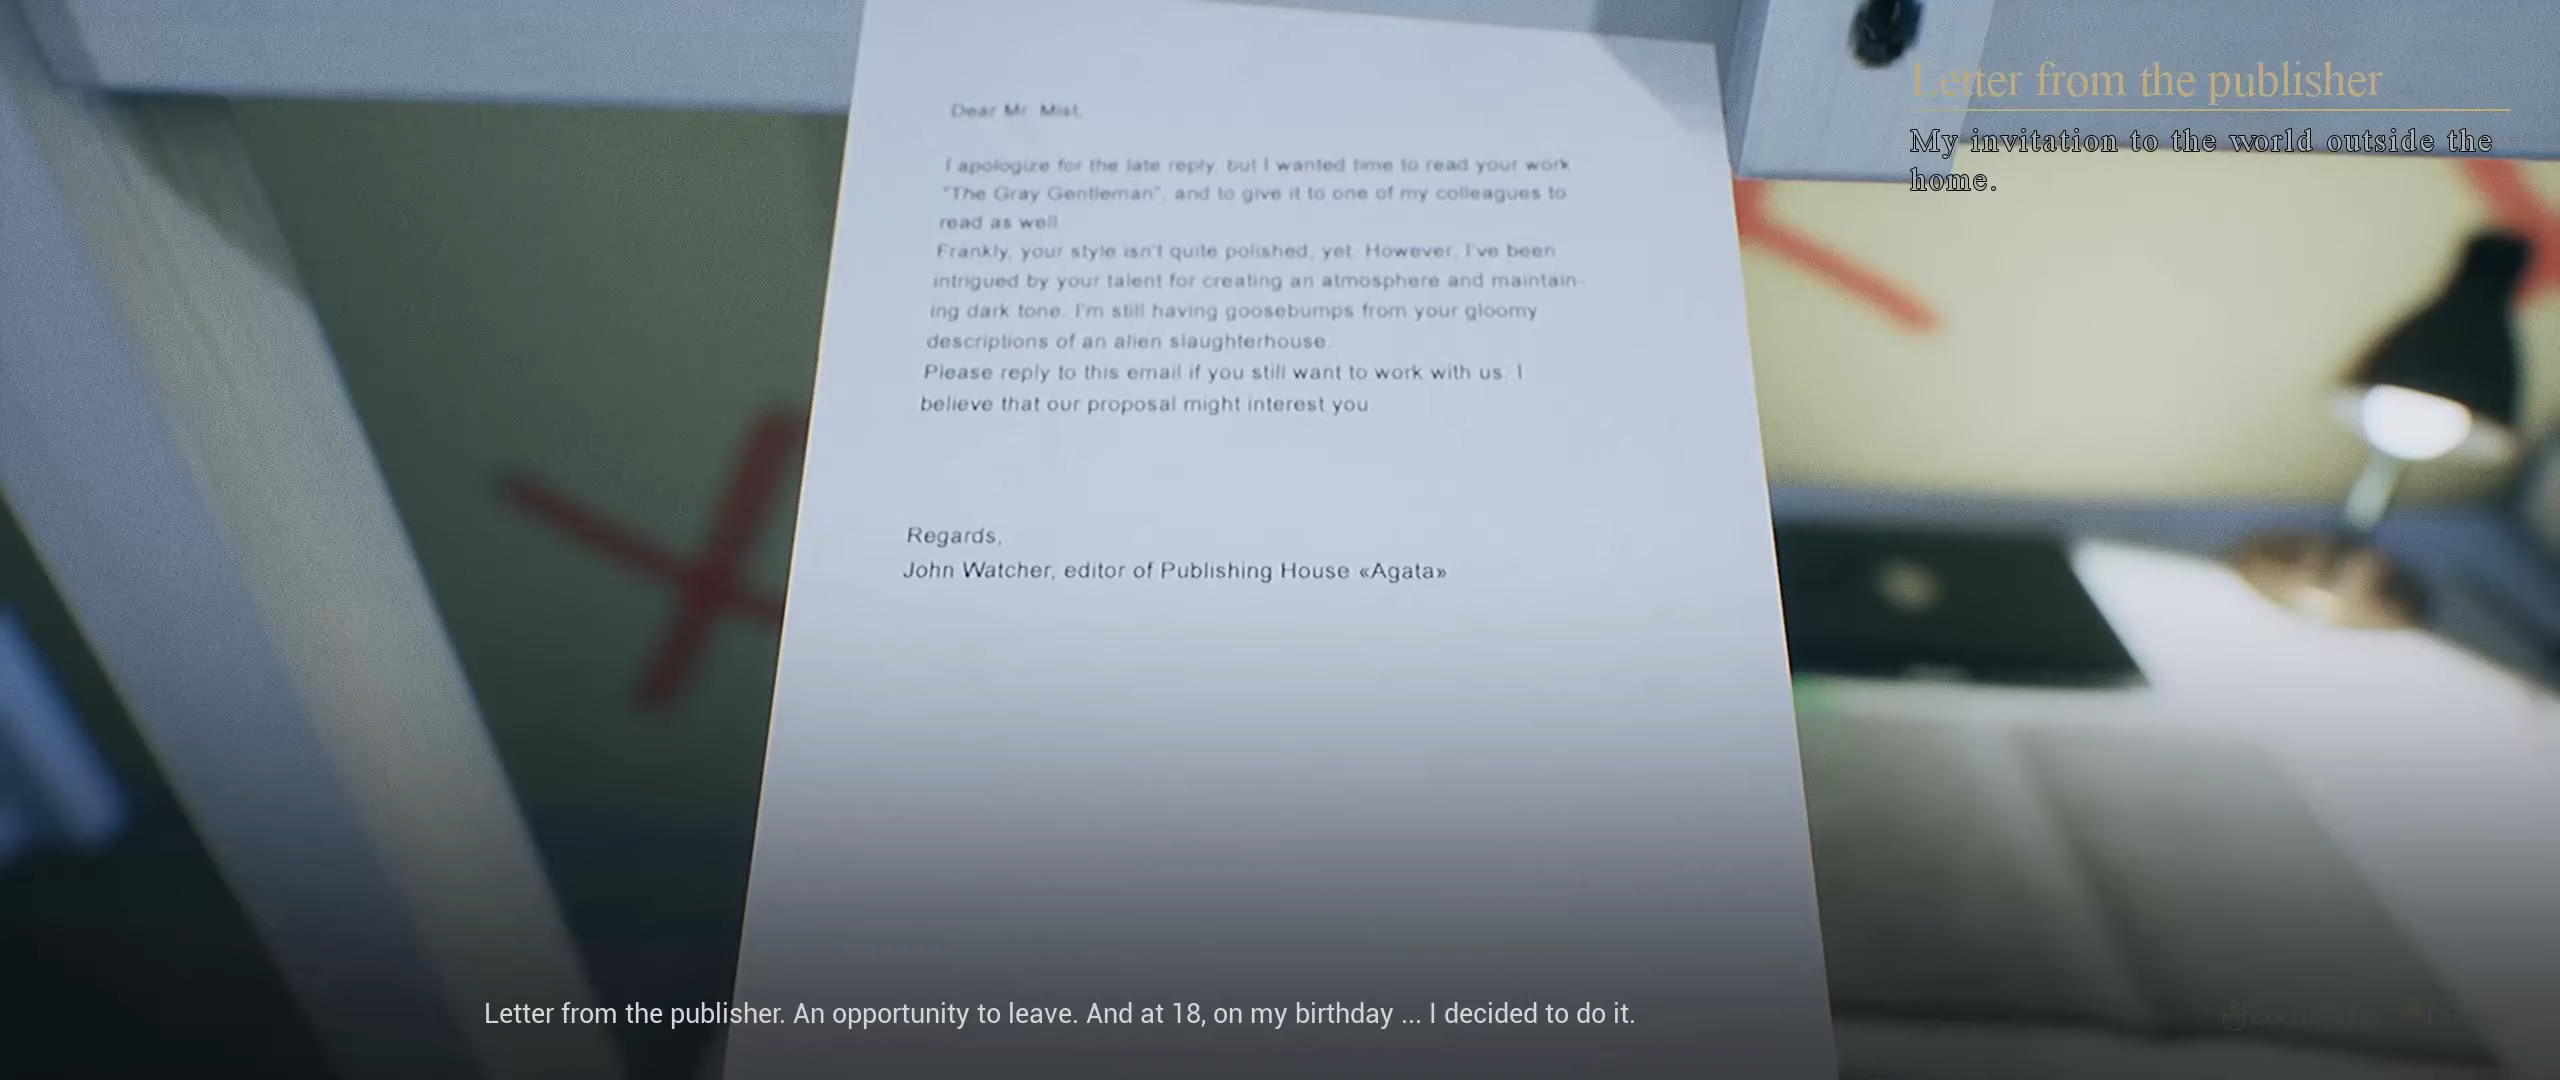 Letter from the publisher
My invitation to the world outside the
home.
Dear Mr. Mist,
I apologize for the late reply, but I wanted time to read your work
"The Gray Gentleman", and to give it to one of my colleagues to
read as well.
Frankly, your style isn't quite polished, yet. However, I've been
intrigued by your talent for creating an atmosphere and maintain-
ing dark tone. I'm still having goosebumps from your gloomy
descriptions of an alien slaughterhouse.
Please reply to this email if you still want to work with us. I
believe that our proposal might interest you.
Regards,
John Watcher, editor of Publishing House «Agata»
Letter from the publisher. An opportunity to leave. And at 18, on my birthday ... I decided to do it.